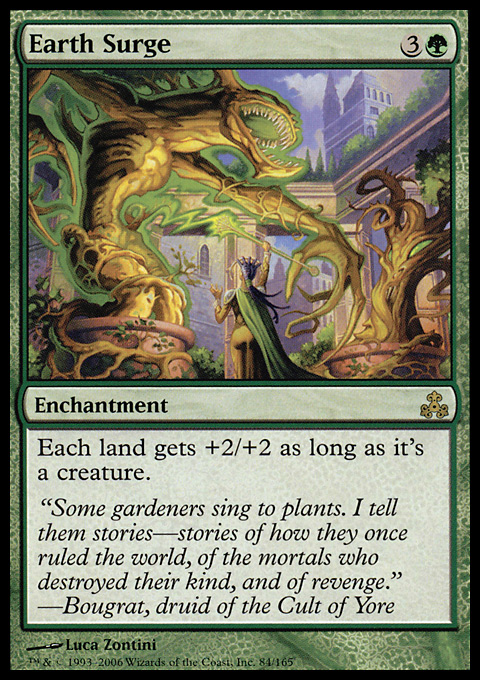 Earth Surge 3
Enchantment
Each land gets +2/+2 as long as it's
a creature.
“Some gardeners sing to plants. I tell
them stories—stories of how they once
ruled the world, of the mortals who
destroyed their kind, and of revenge.”
—Bougrat, druid of the Cult of Yore
Luca Zontini
™ & © 1993–2006 Wizards of the Coast, Inc. 84/165